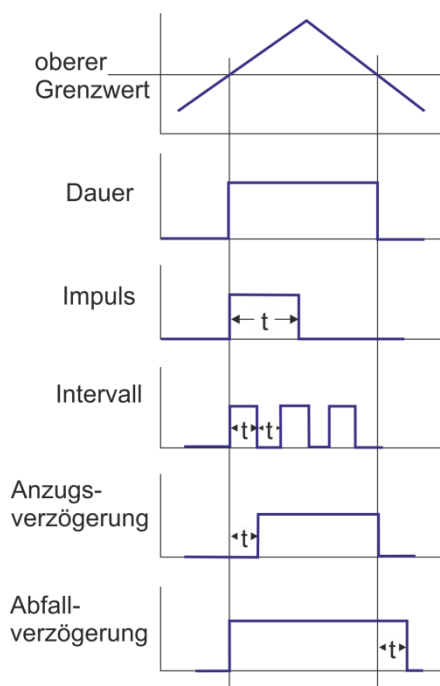 oberer
Grenzwert
Dauer
Impuls
t
Intervall
t t
Anzugs-
verzögerung
t
Abfall-
verzögerung
t